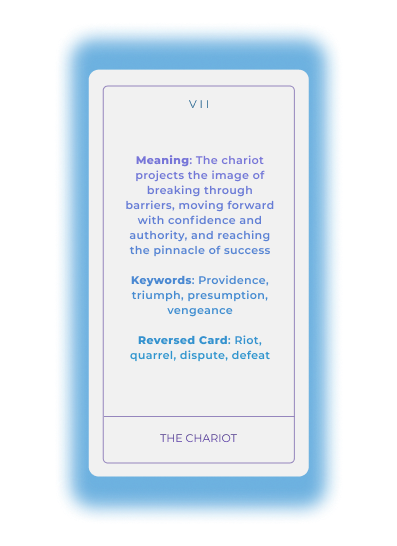 VII
Meaning: The chariot
projects the image of
breaking through
barriers, moving forward
with confidence and
authority, and reaching
the pinnacle of success
Keywords: Providence,
triumph, presumption,
vengeance
Reversed Card: Riot,
quarrel, dispute, defeat
THE CHARIOT